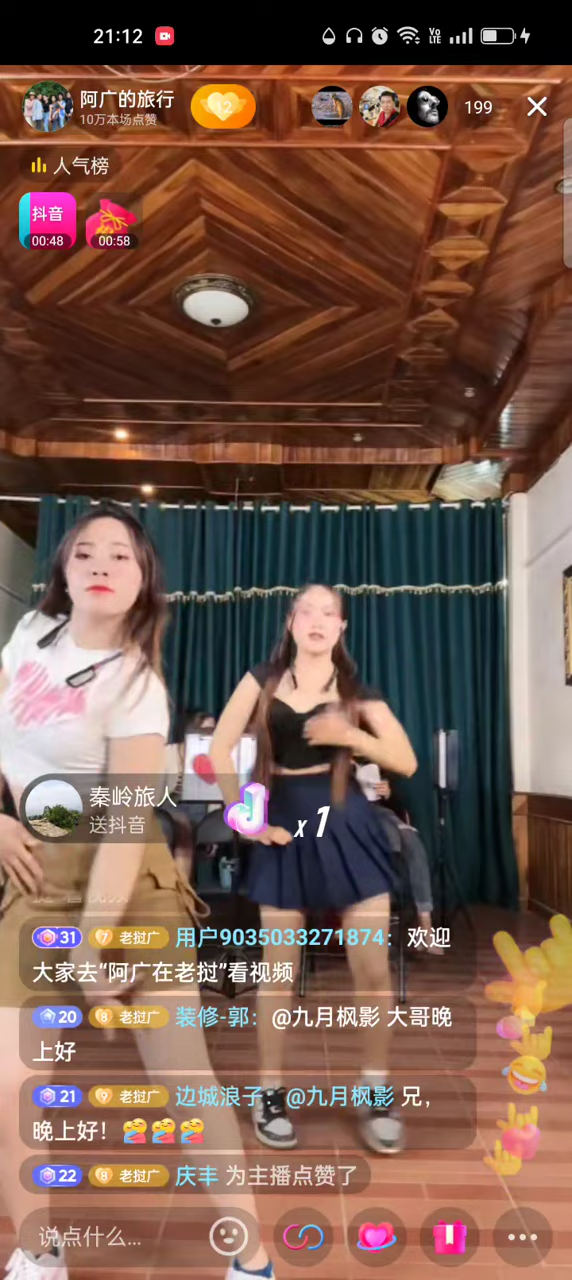 21:12
Vo
LTE
阿广的旅行
10万本场点赞
12
199
人气榜
抖音
00:48
00:58
秦岭旅人
送抖音
x 1
31 7 老挝广 用户9035033271874：欢迎
大家去“阿广在老挝”看视频
20 8 老挝广 装修-郭：@九月枫影 大哥晚
上好
21 9 老挝广 边城浪子：@九月枫影 兄，
晚上好！
22 8 老挝广 庆丰 为主播点赞了
说点什么...